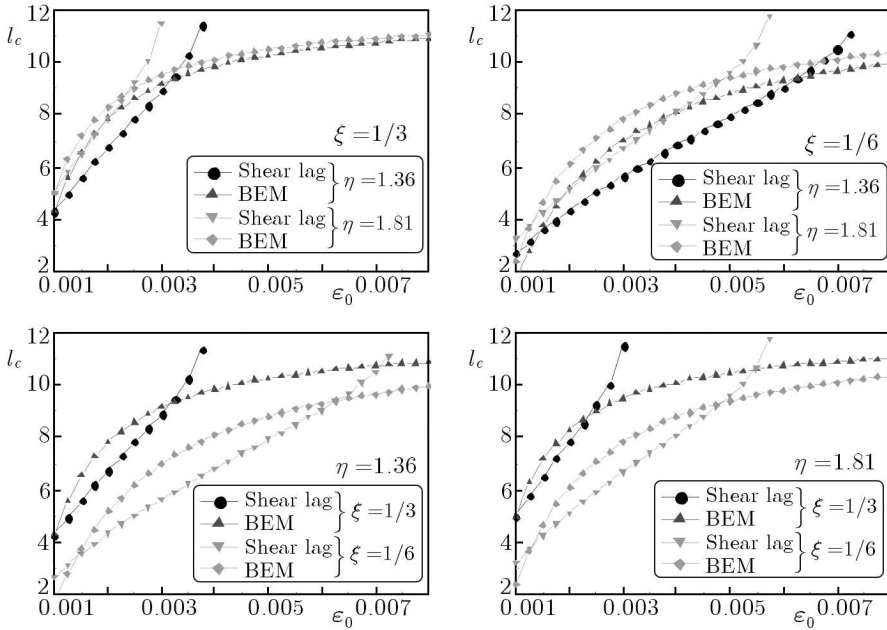 12
l_c
10
8
6
4
2
ξ = 1/3
Shear lag
BEM
η = 1.36
Shear lag
BEM
η = 1.81
0.001
0.003
0.005
0.007
ε_0
12
l_c
10
8
6
4
2
ξ = 1/6
Shear lag
BEM
η = 1.36
Shear lag
BEM
η = 1.81
0.001
0.003
0.005
0.007
ε_0
12
l_c
10
8
6
4
2
η = 1.36
Shear lag
BEM
ξ = 1/3
Shear lag
BEM
ξ = 1/6
0.001
0.003
0.005
0.007
ε_0
12
l_c
10
8
6
4
2
η = 1.81
Shear lag
BEM
ξ = 1/3
Shear lag
BEM
ξ = 1/6
0.001
0.003
0.005
0.007
ε_0